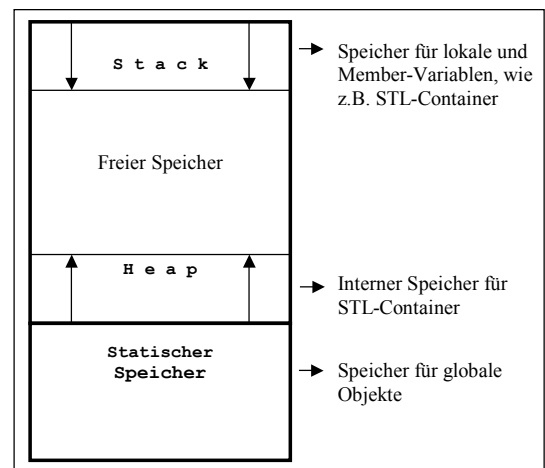 S t a c k
Speicher für lokale und
Member-Variablen, wie
z.B. STL-Container
Freier Speicher
H e a p
Interner Speicher für
STL-Container
Statischer
Speicher
Speicher für globale
Objekte